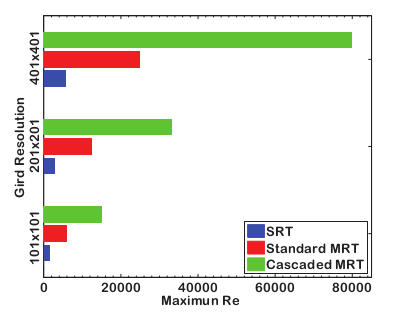 Gird Resolution
401x401
201x201
101x101
SRT
Standard MRT
Cascaded MRT
0 20000 40000 60000 80000
Maximun Re